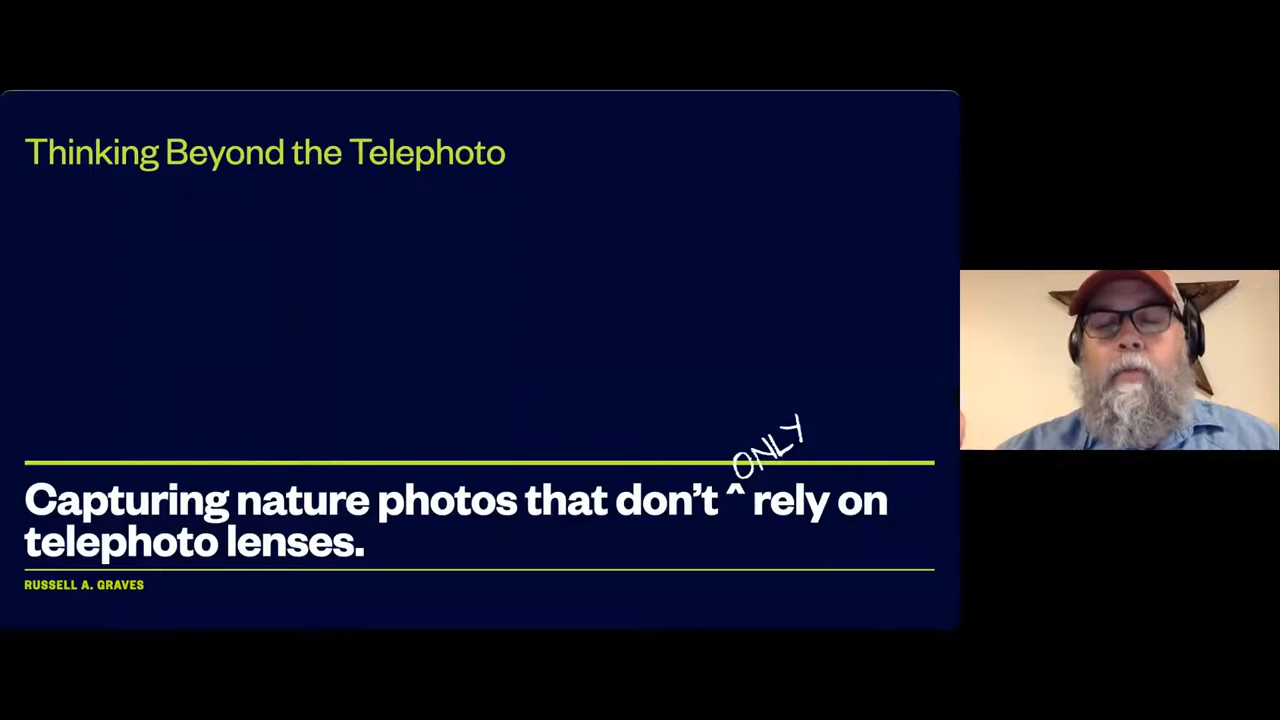 Thinking Beyond the Telephoto
ONLY
Capturing nature photos that don’t ^ rely on
telephoto lenses.
RUSSELL A. GRAVES